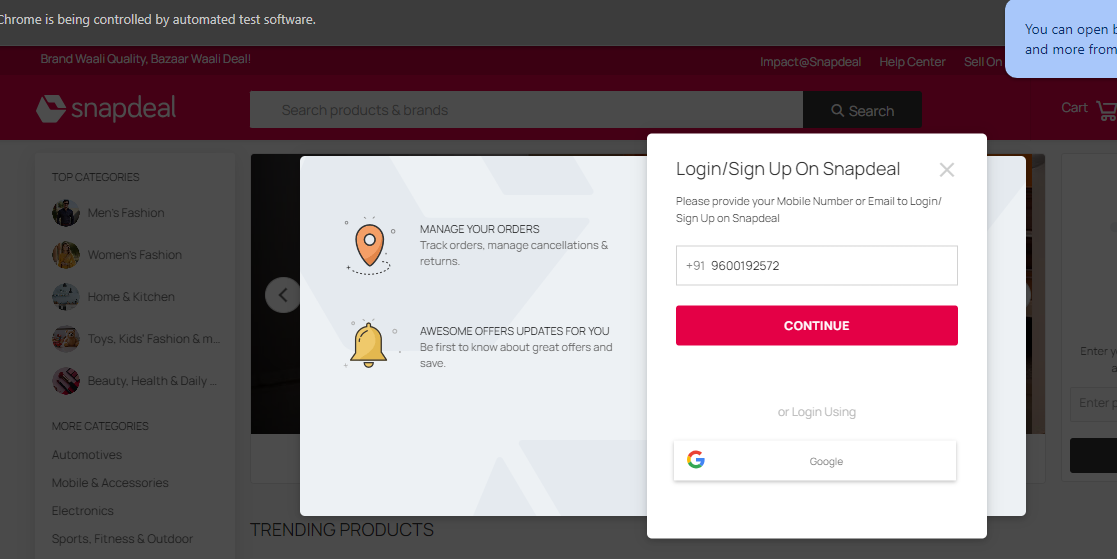 Chrome is being controlled by automated test software.
You can open
and more from
Brand Waali Quality, Bazaar Waali Deal!
Impact@Snapdeal Help Center Sell On
snapdeal
Search products & brands
Search
Cart
TOP CATEGORIES
Men's Fashion
Women's Fashion
Home & Kitchen
Toys, Kids' Fashion & m...
Beauty, Health & Daily ...
MORE CATEGORIES
Automotives
Mobile & Accessories
Electronics
Sports, Fitness & Outdoor
MANAGE YOUR ORDERS
Track orders, manage cancellations &
returns.
AWESOME OFFERS UPDATES FOR YOU
Be first to know about great offers and
save.
Login/Sign Up On Snapdeal
Please provide your Mobile Number or Email to Login/
Sign Up on Snapdeal
+91 9600192572
CONTINUE
or Login Using
Google
Enter
Enter
TRENDING PRODUCTS